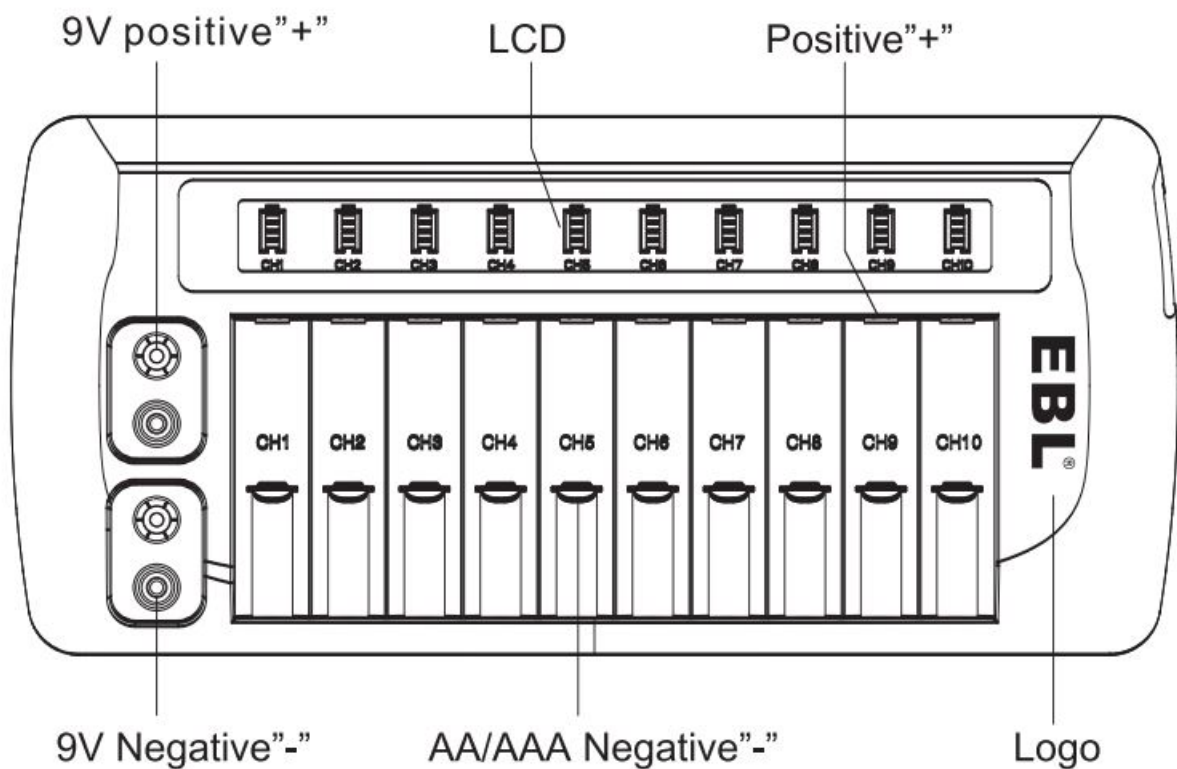 9V positive"+" LCD Positive"+"
CH1 CH2 CH3 CH4 CH5 CH6 CH7 CH8 CH9 CH10
EBL®
CH1 CH2 CH3 CH4 CH5 CH6 CH7 CH8 CH9 CH10
9V Negative"-" AA/AAA Negative"-" Logo